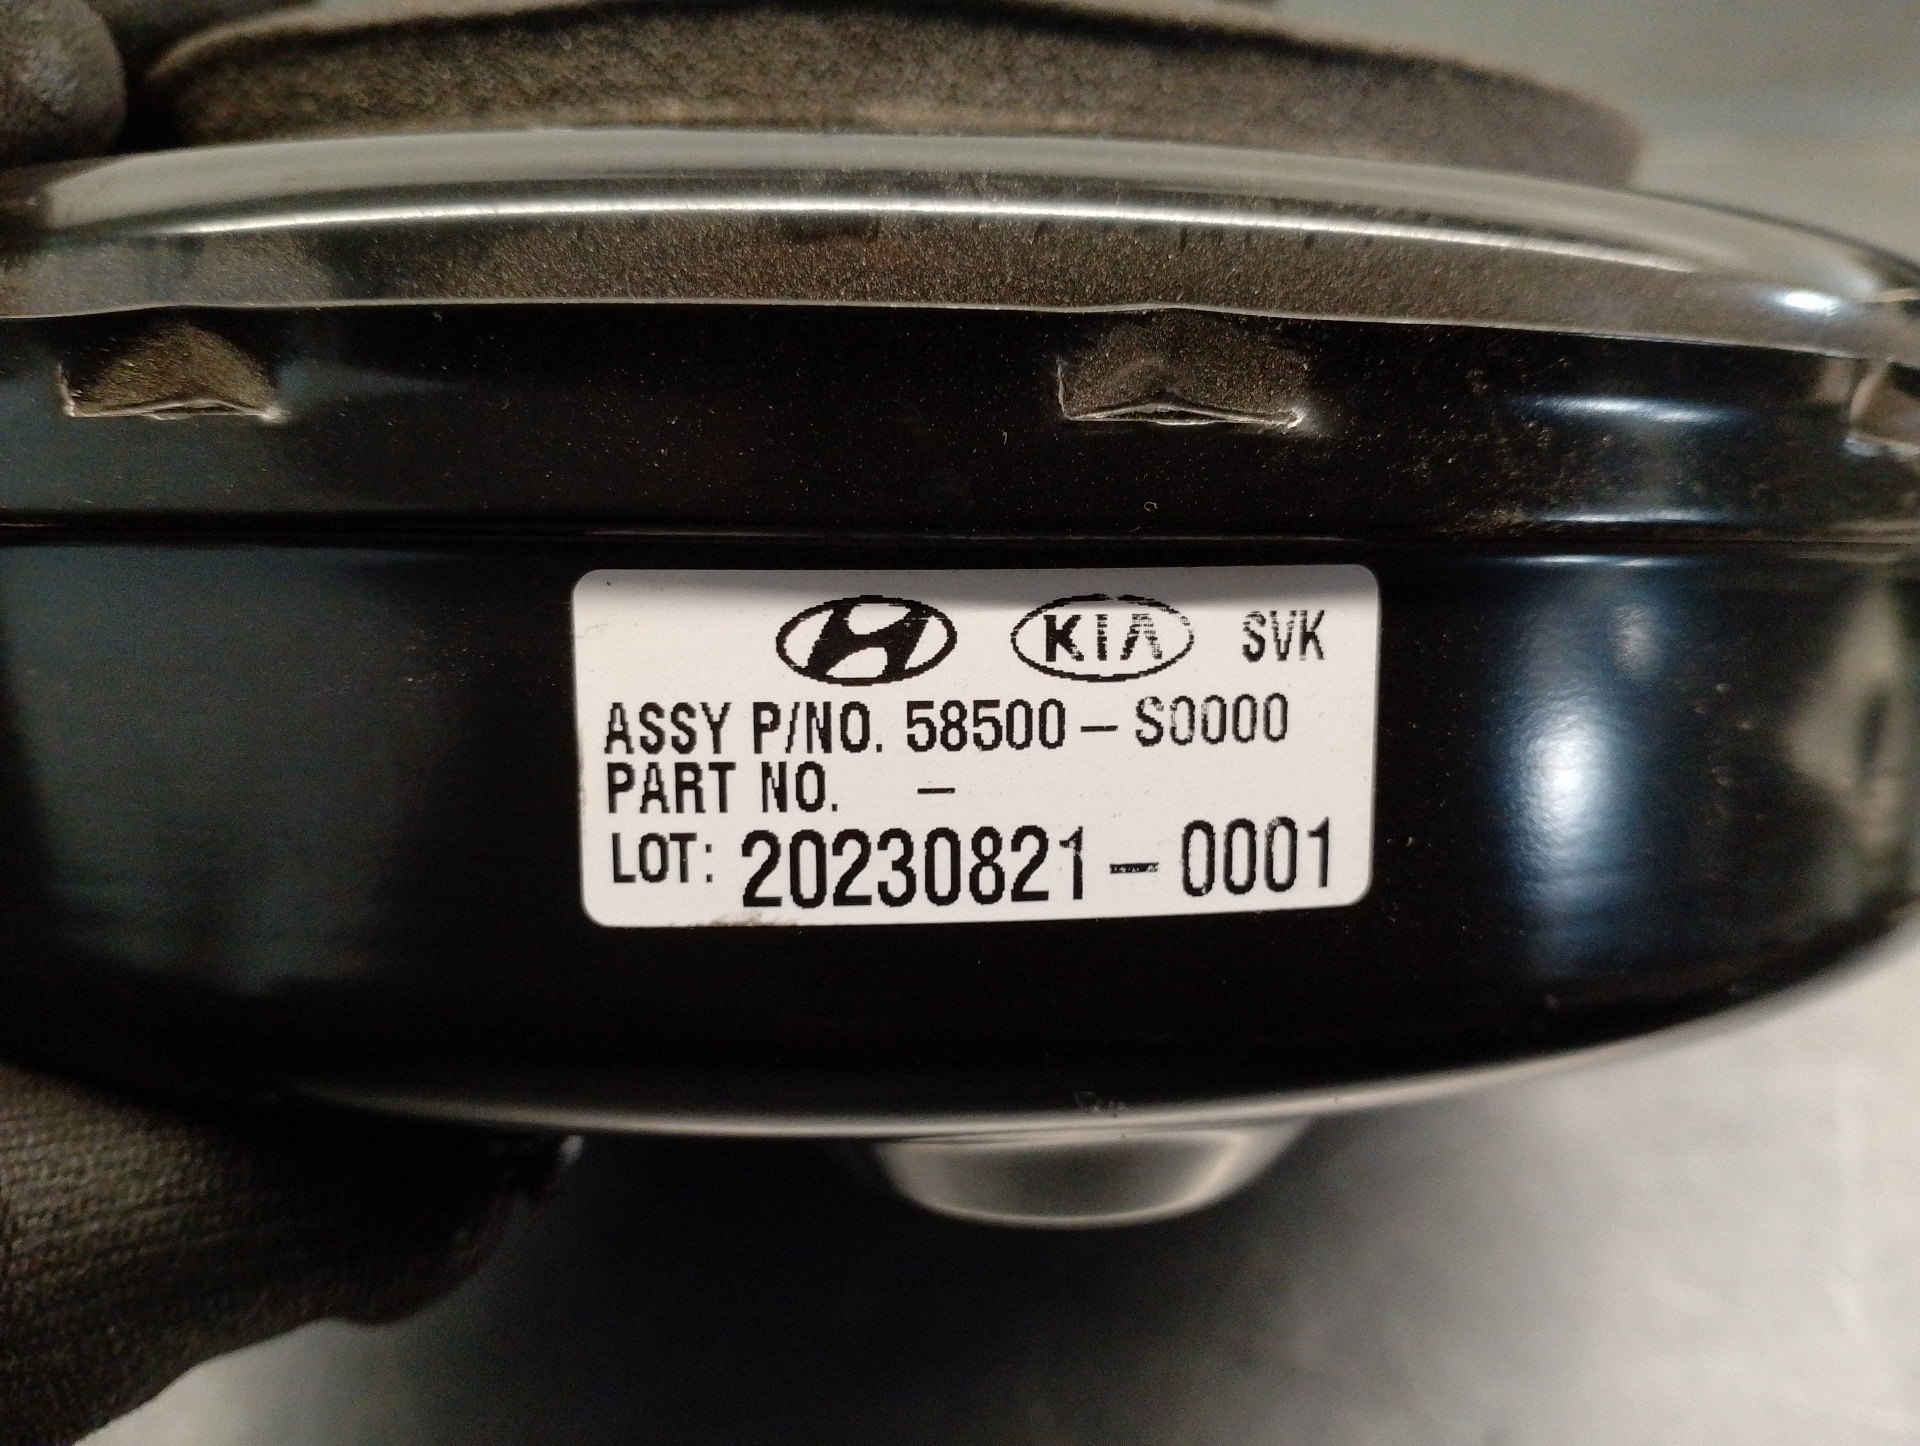 KIA SVK
ASSY P/NO. 58500-S0000
PART NO. -
LOT: 20230821-0001